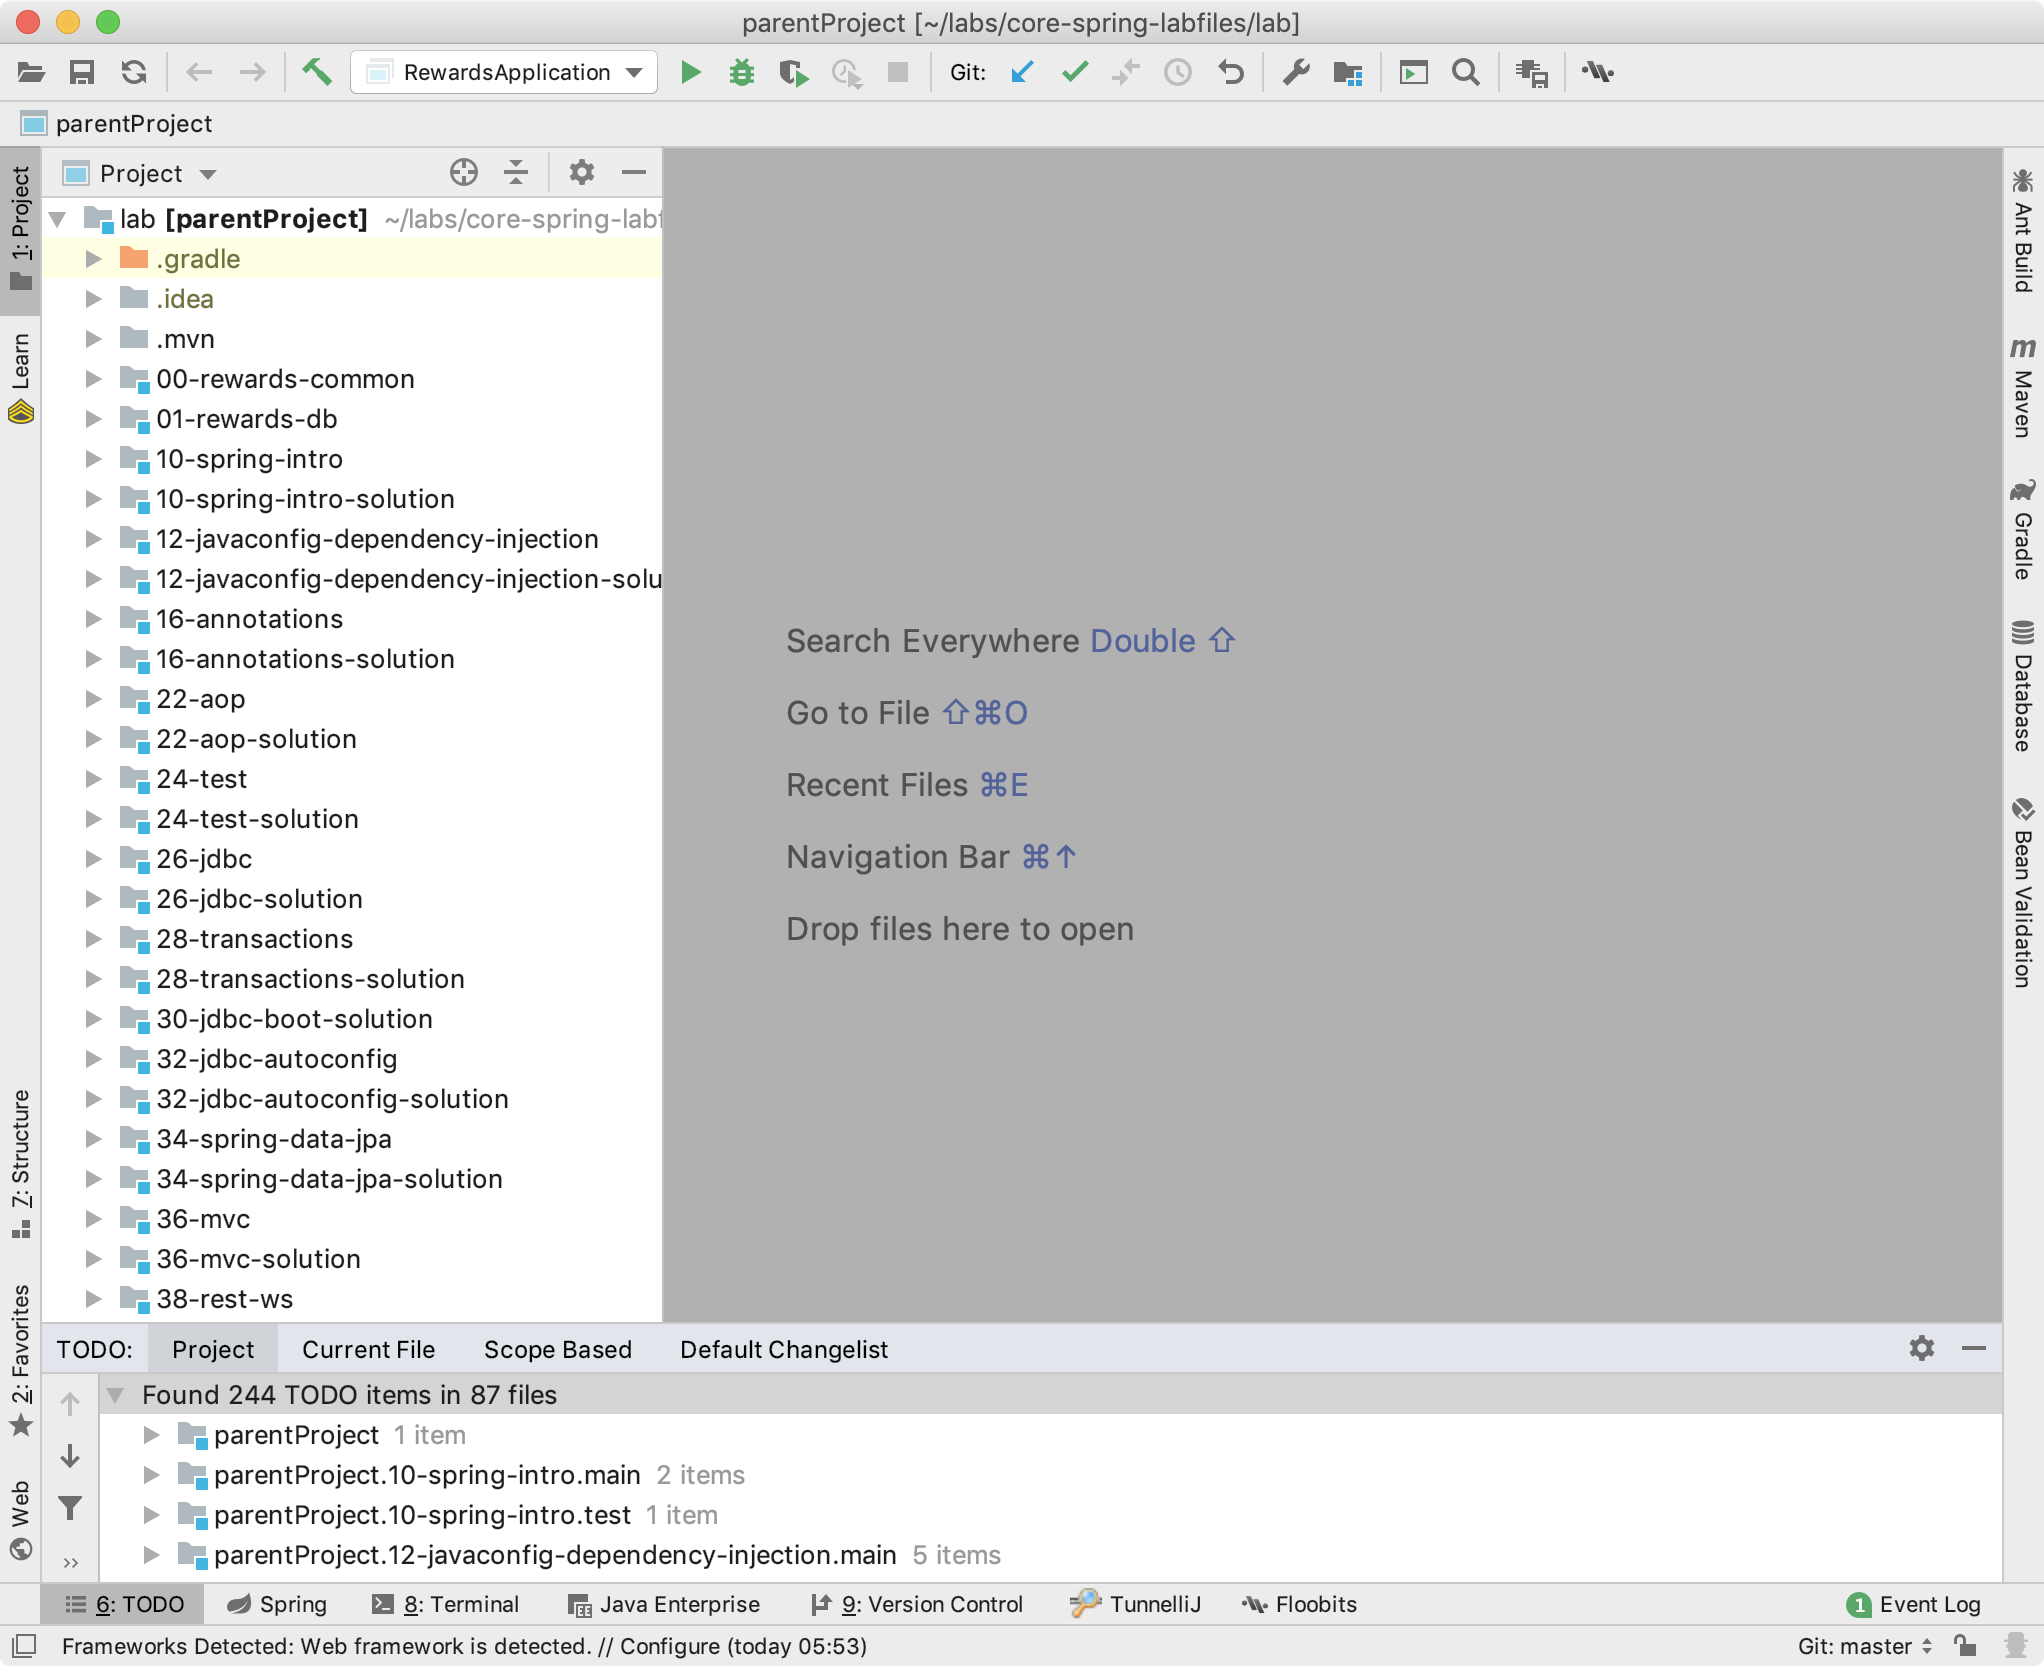 parentProject [~/labs/core-spring-labfiles/lab]
RewardsApplication
Git:
parentProject
Project
1: Project
Learn
7: Structure
2: Favorites
Web
lab [parentProject] ~/labs/core-spring-labf
.gradle
.idea
.mvn
00-rewards-common
01-rewards-db
10-spring-intro
10-spring-intro-solution
12-javaconfig-dependency-injection
12-javaconfig-dependency-injection-solu
16-annotations
16-annotations-solution
22-aop
22-aop-solution
24-test
24-test-solution
26-jdbc
26-jdbc-solution
28-transactions
28-transactions-solution
30-jdbc-boot-solution
32-jdbc-autoconfig
32-jdbc-autoconfig-solution
34-spring-data-jpa
34-spring-data-jpa-solution
36-mvc
36-mvc-solution
38-rest-ws
Search Everywhere Double ⇧
Go to File ⇧⌘O
Recent Files ⌘E
Navigation Bar ⌘↑
Drop files here to open
Ant Build
m Maven
Gradle
Database
Bean Validation
TODO: Project Current File Scope Based Default Changelist
Found 244 TODO items in 87 files
parentProject 1 item
parentProject.10-spring-intro.main 2 items
parentProject.10-spring-intro.test 1 item
parentProject.12-javaconfig-dependency-injection.main 5 items
6: TODO Spring 8: Terminal Java Enterprise 9: Version Control TunnelliJ Floobits 1 Event Log
Frameworks Detected: Web framework is detected. // Configure (today 05:53) Git: master